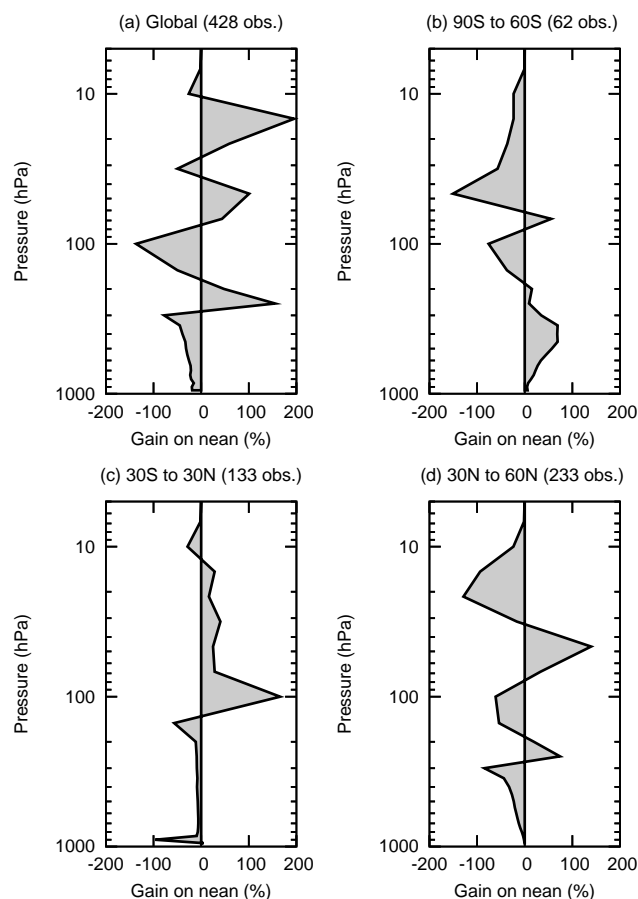 (a) Global (428 obs.)
(b) 90S to 60S (62 obs.)
10
100
1000
-200 -100 0 100 200
Pressure (hPa)
Gain on nean (%)
10
100
1000
-200 -100 0 100 200
Pressure (hPa)
Gain on nean (%)
(c) 30S to 30N (133 obs.)
(d) 30N to 60N (233 obs.)
10
100
1000
-200 -100 0 100 200
Pressure (hPa)
Gain on nean (%)
10
100
1000
-200 -100 0 100 200
Pressure (hPa)
Gain on nean (%)